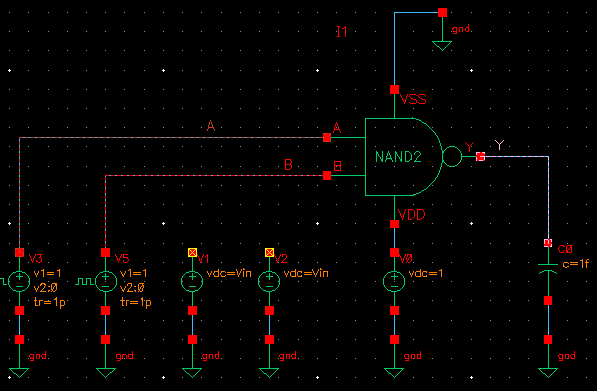 gnd
I1
VSS
A
A
NAND2
Y
Y
B
B
VDD
C0
c=1f
V3
v1=1
v2:0
tr=1p
V5
v1=1
v2:0
tr=1p
V1
vdc=Vin
V2
vdc=Vin
V0
vdc=1
gnd
gnd
gnd
gnd
gnd
gnd